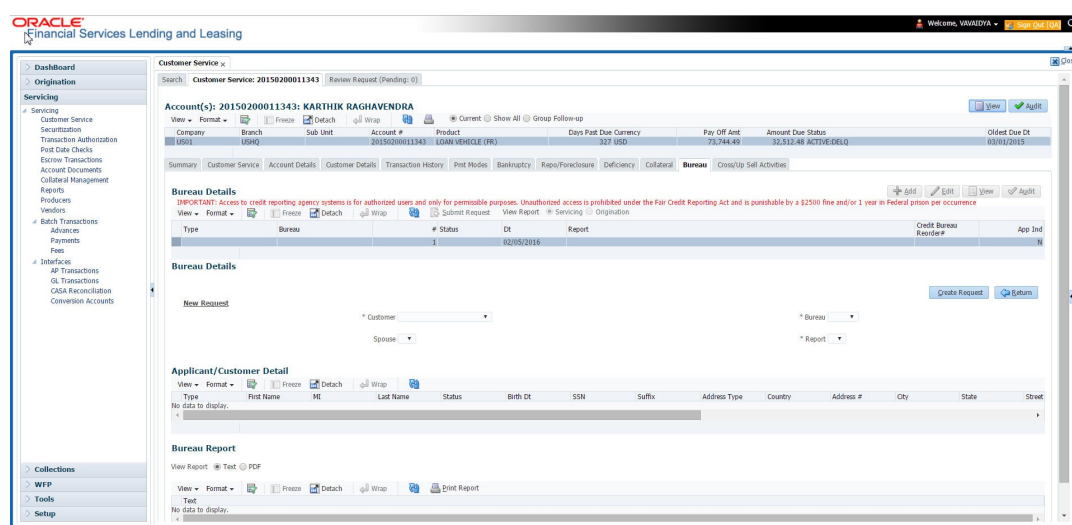 ORACLE
Financial Services Lending and Leasing
Welcome, VAVAIDYA
Sign Out [QA]
DashBoard
Origination
Servicing
Servicing
Customer Service
Securitization
Transaction Authorization
Post Date Checks
Escrow Transactions
Account Documents
Collateral Management
Reports
Producers
Vendors
Batch Transactions
Advances
Payments
Fees
Interfaces
AP Transactions
GL Transactions
CASA Reconciliation
Conversion Accounts
Collections
WFP
Tools
Setup
Customer Service x
Search Customer Service: 20150200011343 Review Request (Pending: 0)
Account(s): 20150200011343: KARTHIK RAGHAVENDRA
View Audit
View Format Freeze Detach Wrap Current Show All Group Follow-up
Company Branch Sub Unit Account # Product Days Past Due Currency Pay Off Amt Amount Due Status Oldest Due Dt
US01 USHQ 20150200011343 LOAN VEHICLE (FR) 327 USD 73,744.49 32,512.48 ACTIVE:DELQ 03/01/2015
Summary Customer Service Account Details Customer Details Transaction History Pmt Modes Bankruptcy Repo/Foreclosure Deficiency Collateral Bureau Cross/Up Sell Activities
Bureau Details
Add Edit View Audit
IMPORTANT: Access to credit reporting agency systems is for authorized users and only for permissible purposes. Unauthorized access is prohibited under the Fair Credit Reporting Act and is punishable by a $2500 fine and/or 1 year in Federal prison per occurrence
View Format Freeze Detach Wrap Submit Request View Report Servicing Origination
Type Bureau # Status Dt Report Credit Bureau Reorder# App Ind
1 02/05/2016 N
Bureau Details
Create Request Return
New Request
* Customer * Bureau
Spouse * Report
Applicant/Customer Detail
View Format Freeze Detach Wrap
Type First Name MI Last Name Status Birth Dt SSN Suffix Address Type Country Address # City State Street
No data to display.
Bureau Report
View Report Text PDF
View Format Freeze Detach Wrap Print Report
Text
No data to display.